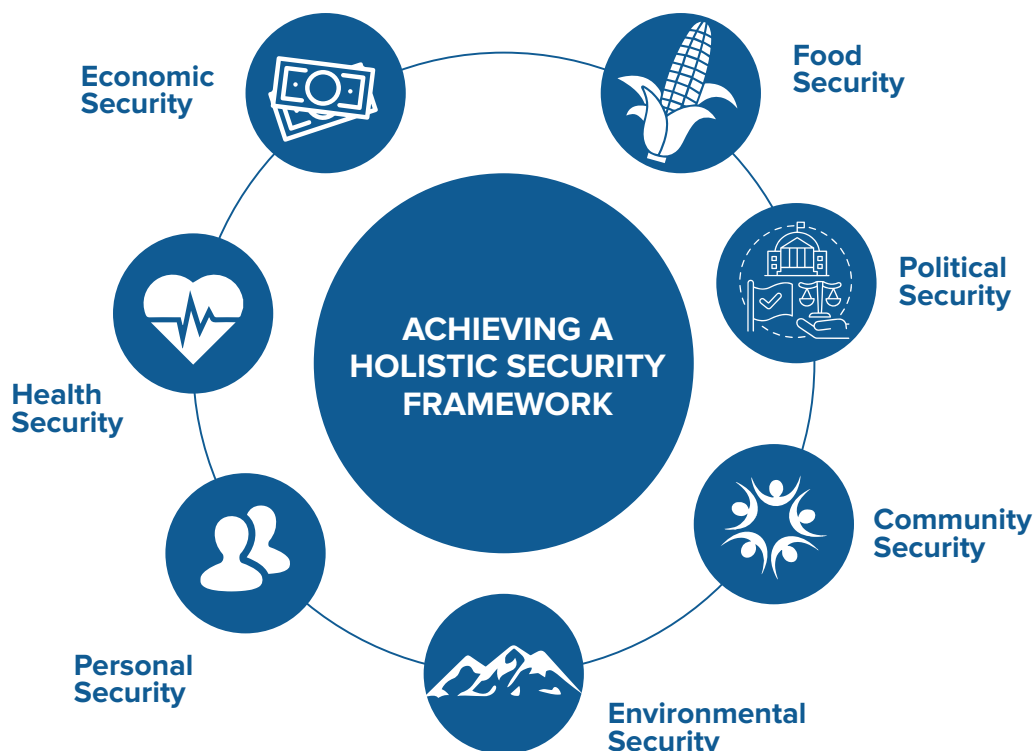 Economic
Security
Food
Security
Political
Security
ACHIEVING A
HOLISTIC SECURITY
FRAMEWORK
Health
Security
Community
Security
Personal
Security
Environmental
Security